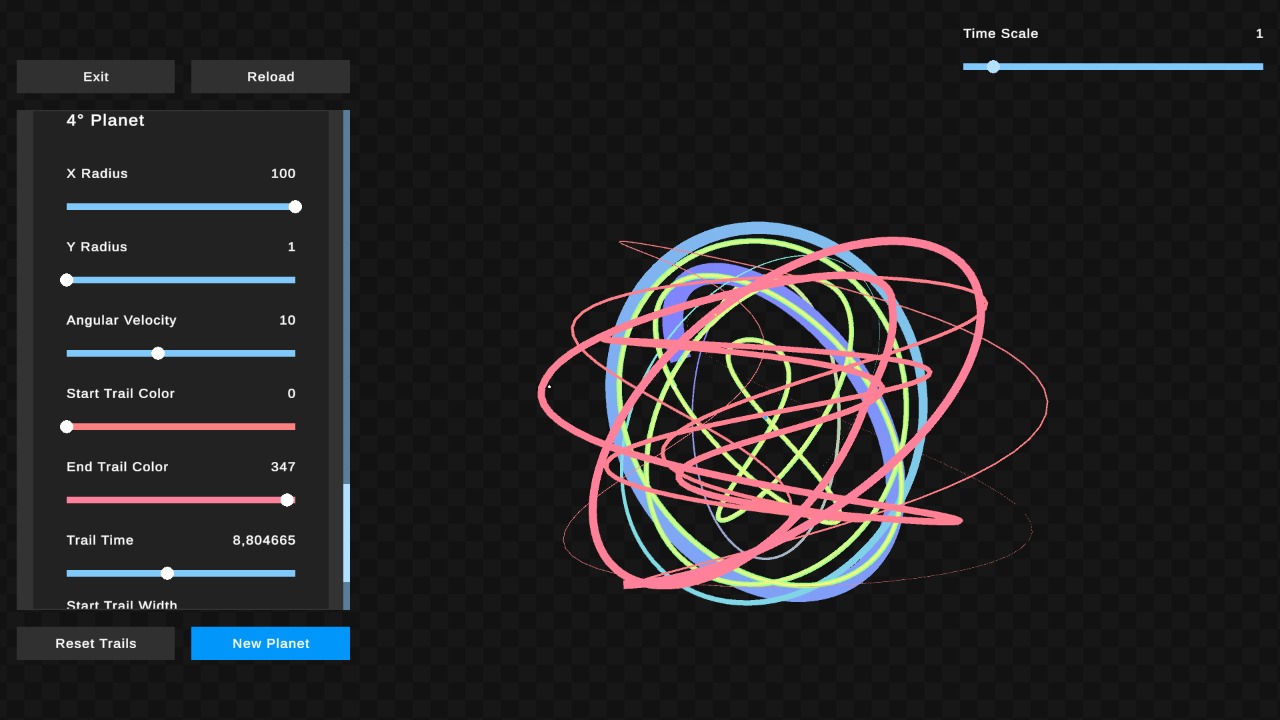 Time Scale 1
Exit Reload
4° Planet
X Radius 100
Y Radius 1
Angular Velocity 10
Start Trail Color 0
End Trail Color 347
Trail Time 8,804665
Start Trail Width
Reset Trails New Planet